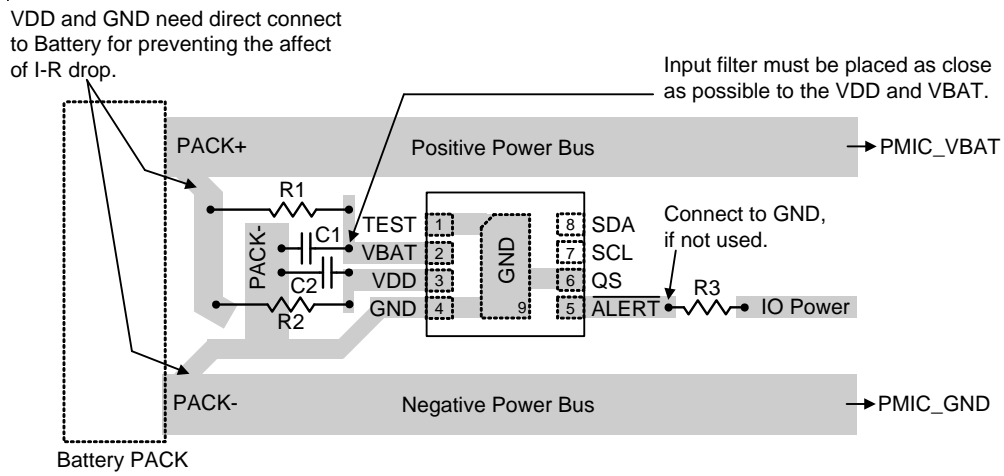 VDD and GND need direct connect
to Battery for preventing the affect
of I-R drop.
Input filter must be placed as close
as possible to the VDD and VBAT.
PACK+
Positive Power Bus
PMIC_VBAT
R1
TEST
1
8
SDA
Connect to GND,
if not used.
PACK-
C1
VBAT
2
GND
7
SCL
C2
VDD
3
6
QS
R3
R2
GND
4
9
5
ALERT
IO Power
PACK-
Negative Power Bus
PMIC_GND
Battery PACK